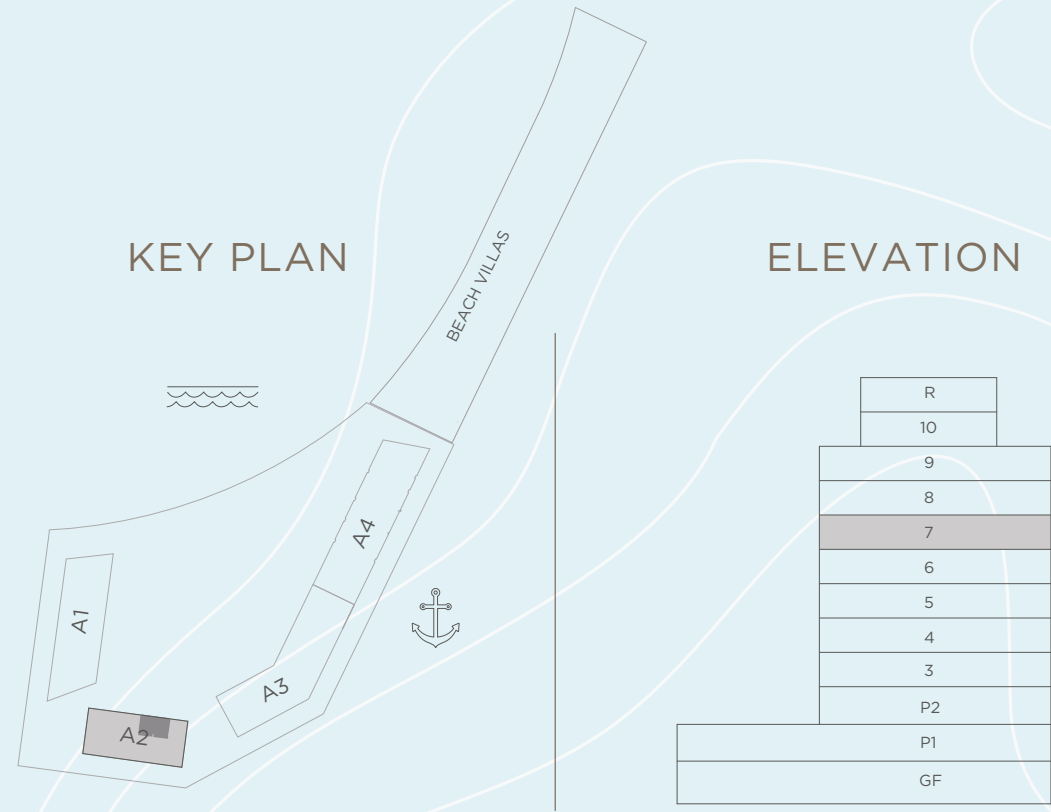 KEY PLAN
BEACH VILLAS
A4
A1
A3
A2
ELEVATION
R
10
9
8
7
6
5
4
3
P2
P1
GF